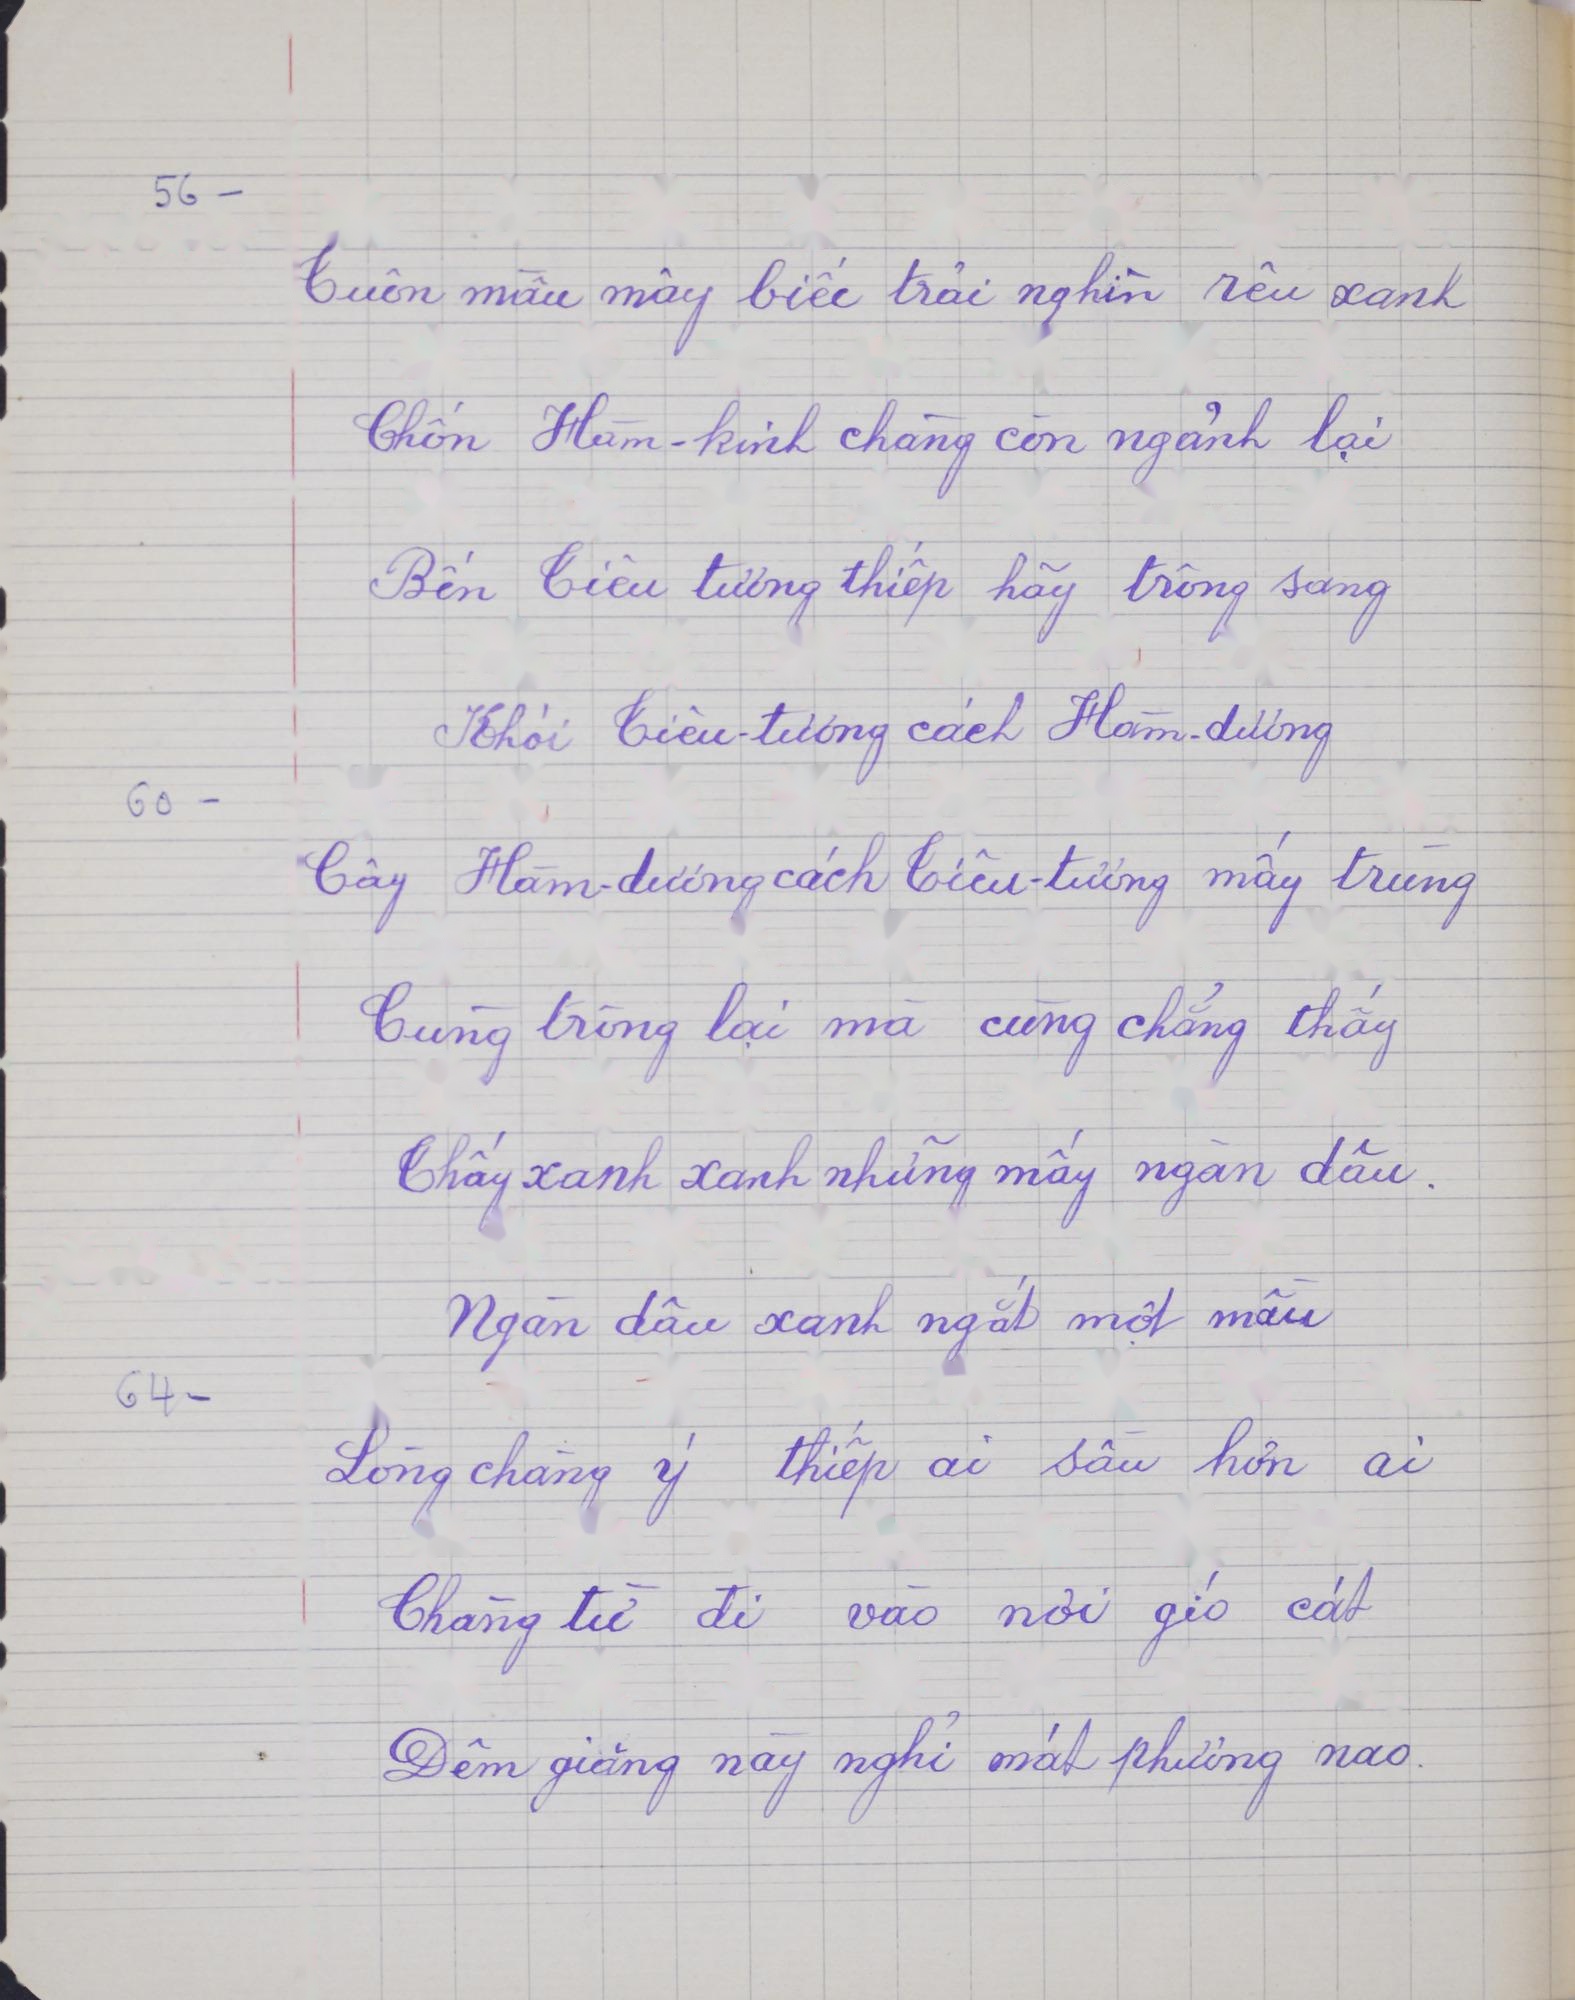 56 -
Tuôn mầu mây biếc trải nghìn rêu xanh
Chốn Hàm-kinh chàng còn ngảnh lại
Bến Tiêu tương thiếp hãy trông sang
Khói Tiêu-tương cách Hàm-dương
60 -
Cây Hàm-dương cách Tiêu-tương mấy trùng
Cùng trông lại mà cùng chẳng thấy
Thấy xanh xanh những mấy ngàn dâu.
Ngàn dâu xanh ngắt một mầu
64-
Lòng chàng ý thiếp ai sầu hơn ai
Chàng từ đi vào nơi gió cát
Đêm giăng này nghỉ mát phương nao.